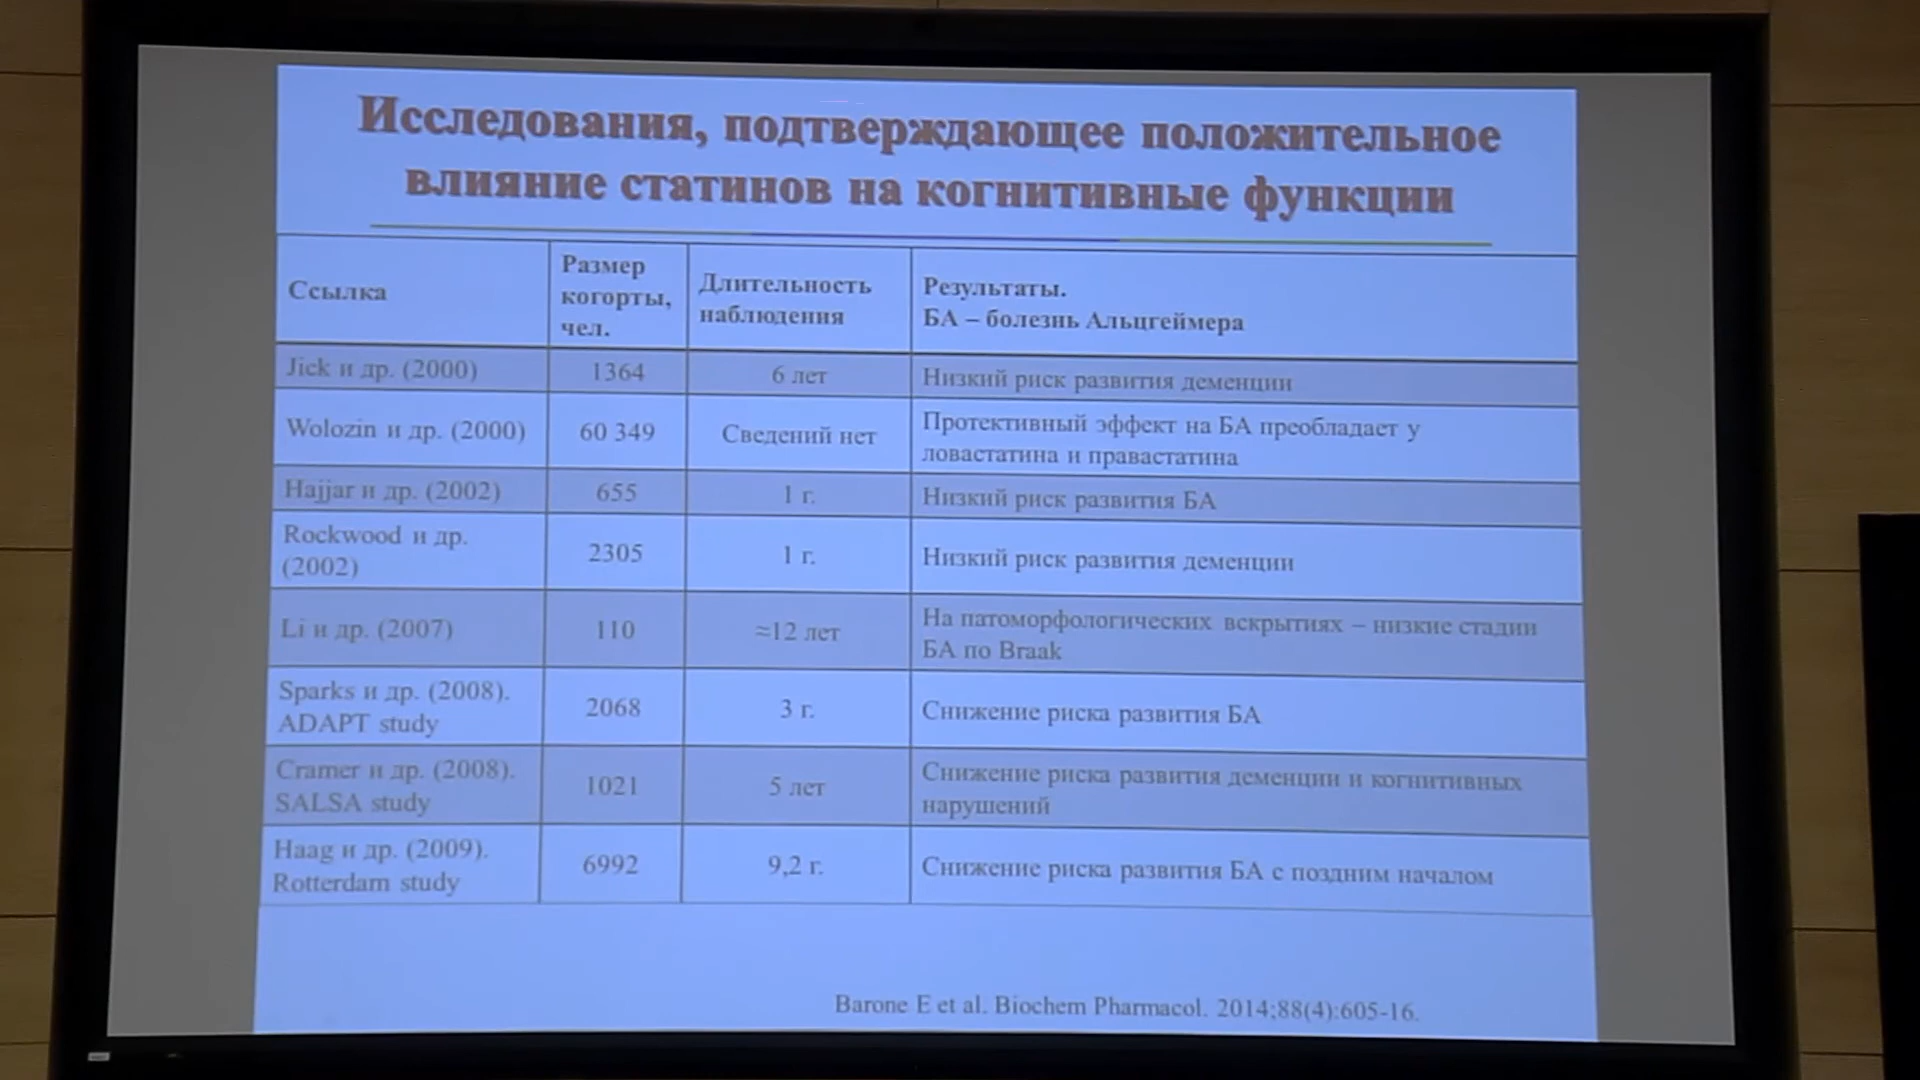 Исследования, подтверждающее положительное
влияние статинов на когнитивные функции
Ссылка
Размер
когорты,
чел.
Длительность
наблюдения
Результаты.
БА – болезнь Альцгеймера
Jick и др. (2000)
1364
6 лет
Низкий риск развития деменции
Wolozin и др. (2000)
60 349
Сведений нет
Протективный эффект на БА преобладает у
ловастатина и правастатина
Hajjar и др. (2002)
655
1 г.
Низкий риск развития БА
Rockwood и др.
(2002)
2305
1 г.
Низкий риск развития деменции
Li и др. (2007)
110
≈12 лет
На патоморфологических вскрытиях – низкие стадии
БА по Braak
Sparks и др. (2008).
ADAPT study
2068
3 г.
Снижение риска развития БА
Cramer и др. (2008).
SALSA study
1021
5 лет
Снижение риска развития деменции и когнитивных
нарушений
Haag и др. (2009).
Rotterdam study
6992
9,2 г.
Снижение риска развития БА с поздним началом
Barone E et al. Biochem Pharmacol. 2014;88(4):605-16.